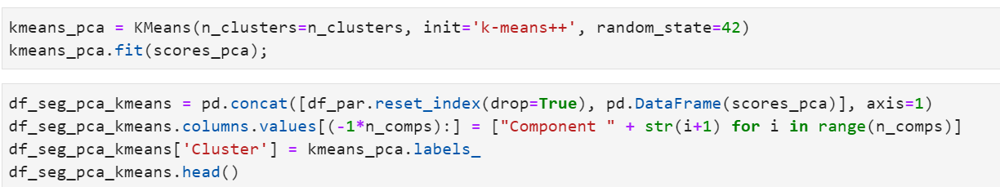 kmeans_pca = KMeans(n_clusters=n_clusters, init='k-means++', random_state=42)
kmeans_pca.fit(scores_pca);
df_seg_pca_kmeans = pd.concat([df_par.reset_index(drop=True), pd.DataFrame(scores_pca)], axis=1)
df_seg_pca_kmeans.columns.values[(-1*n_comps):] = ["Component " + str(i+1) for i in range(n_comps)]
df_seg_pca_kmeans['Cluster'] = kmeans_pca.labels_
df_seg_pca_kmeans.head()